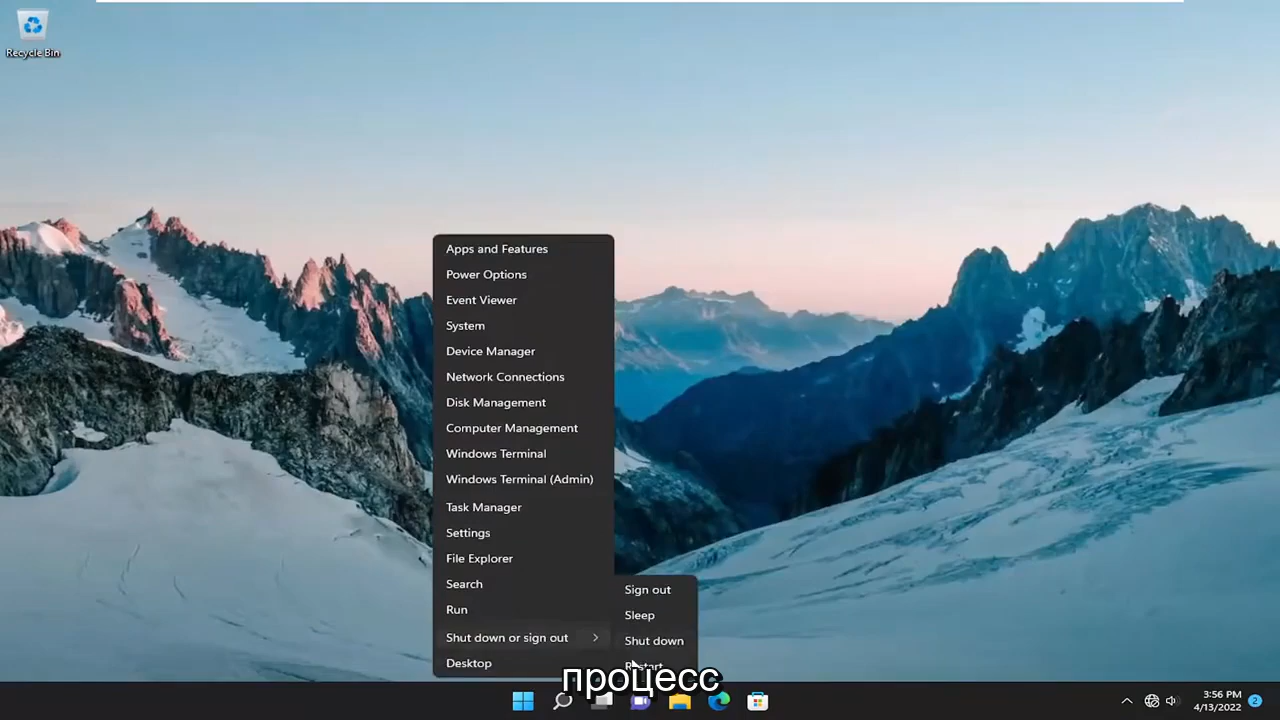 Recycle Bin
Apps and Features
Power Options
Event Viewer
System
Device Manager
Network Connections
Disk Management
Computer Management
Windows Terminal
Windows Terminal (Admin)
Task Manager
Settings
File Explorer
Search
Run
Shut down or sign out
Desktop
Sign out
Sleep
Shut down
Restart
процесс
3:56 PM
4/13/2022
2